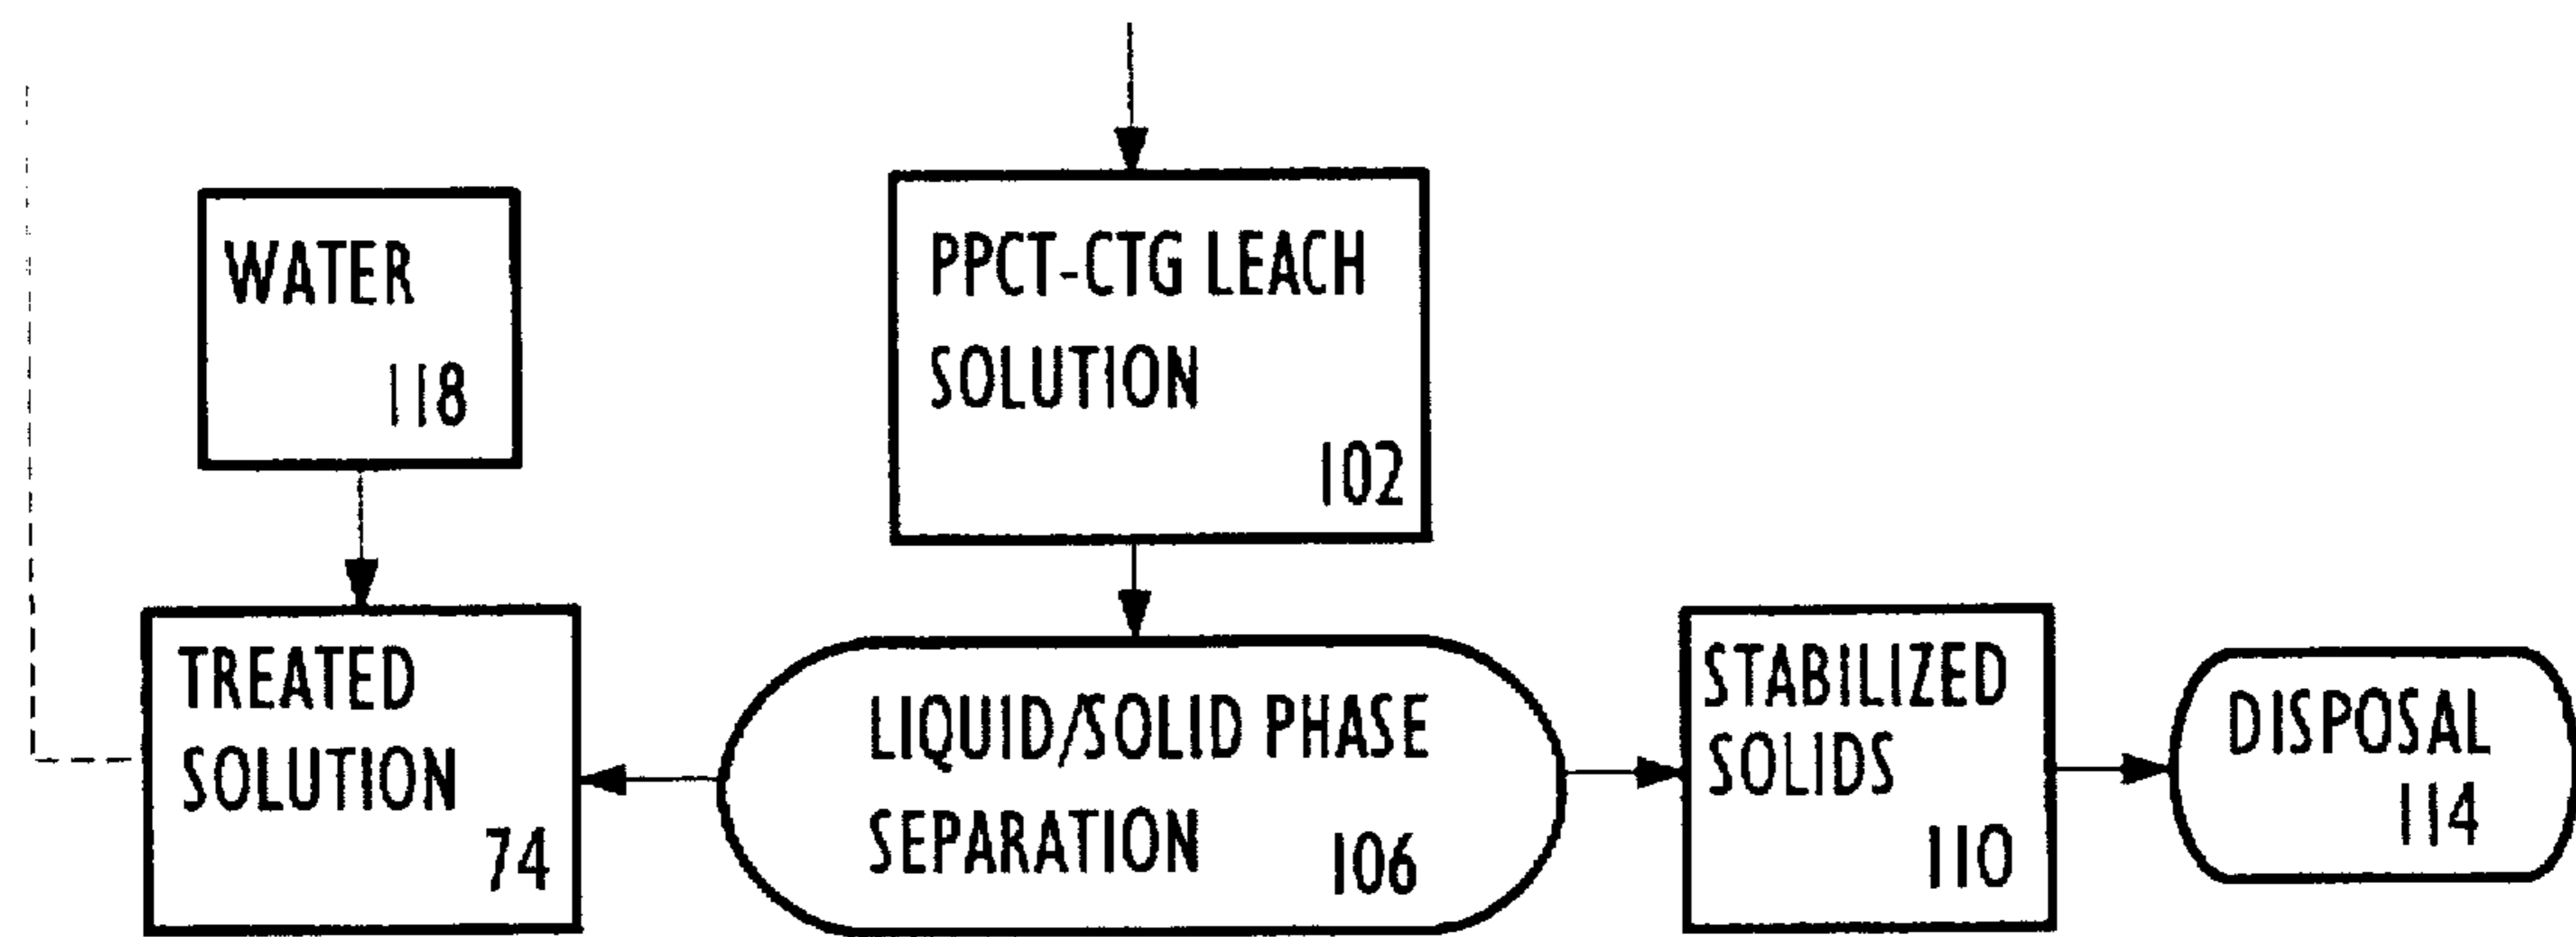 WATER
118
PPCT-CTG LEACH
SOLUTION
102
TREATED
SOLUTION
74
LIQUID/SOLID PHASE
SEPARATION 106
STABILIZED
SOLIDS
110
DISPOSAL
114